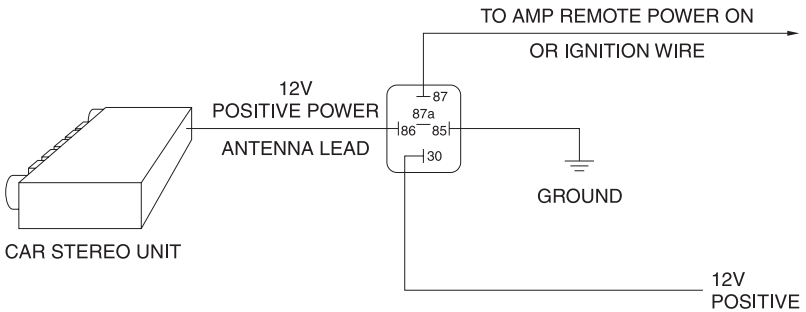 TO AMP REMOTE POWER ON
OR IGNITION WIRE
12V
POSITIVE POWER
ANTENNA LEAD
87
87a
86
85
30
GROUND
CAR STEREO UNIT
12V
POSITIVE